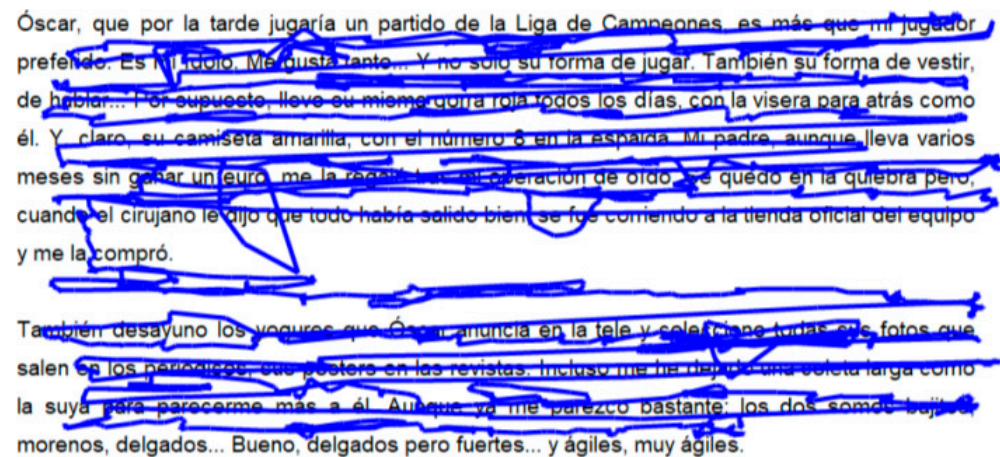 Óscar, que por la tarde jugaría un partido de la Liga de Campeones, es más que mi jugador
preferido. Es mi ídolo. Me gusta tanto... Y no sólo su forma de jugar. También su forma de vestir,
de hablar... Por supuesto, llevo su misma gorra roja todos los días, con la visera para atrás como
él. Y, claro, su camiseta amarilla, con el número 8 en la espalda. Mi padre, aunque lleva varios
meses sin ganar un euro, me la regaló mi operación de oído. Se quedó en la quiebra pero,
cuando el cirujano le dijo que todo había salido bien, se fue corriendo a la tienda oficial del equipo
y me la compró.
También desayuno los yogures que Óscar anuncia en la tele y colecciono todas sus fotos que
salen en los periódicos, sus pósters en las revistas. Incluso me he dejado una coleta larga como
la suya para parecerme más a él. Aunque ya me parezco bastante: los dos somos bajitos,
morenos, delgados... Bueno, delgados pero fuertes... y ágiles, muy ágiles.